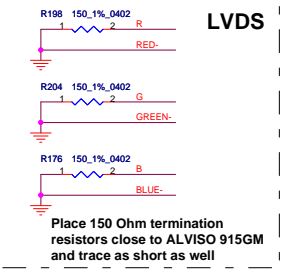 LVDS
R198 150_1%_0402
1 2 R
RED-
R204 150_1%_0402
1 2 G
GREEN-
R176 150_1%_0402
1 2 B
BLUE-
Place 150 Ohm termination
resistors close to ALVISO 915GM
and trace as short as well